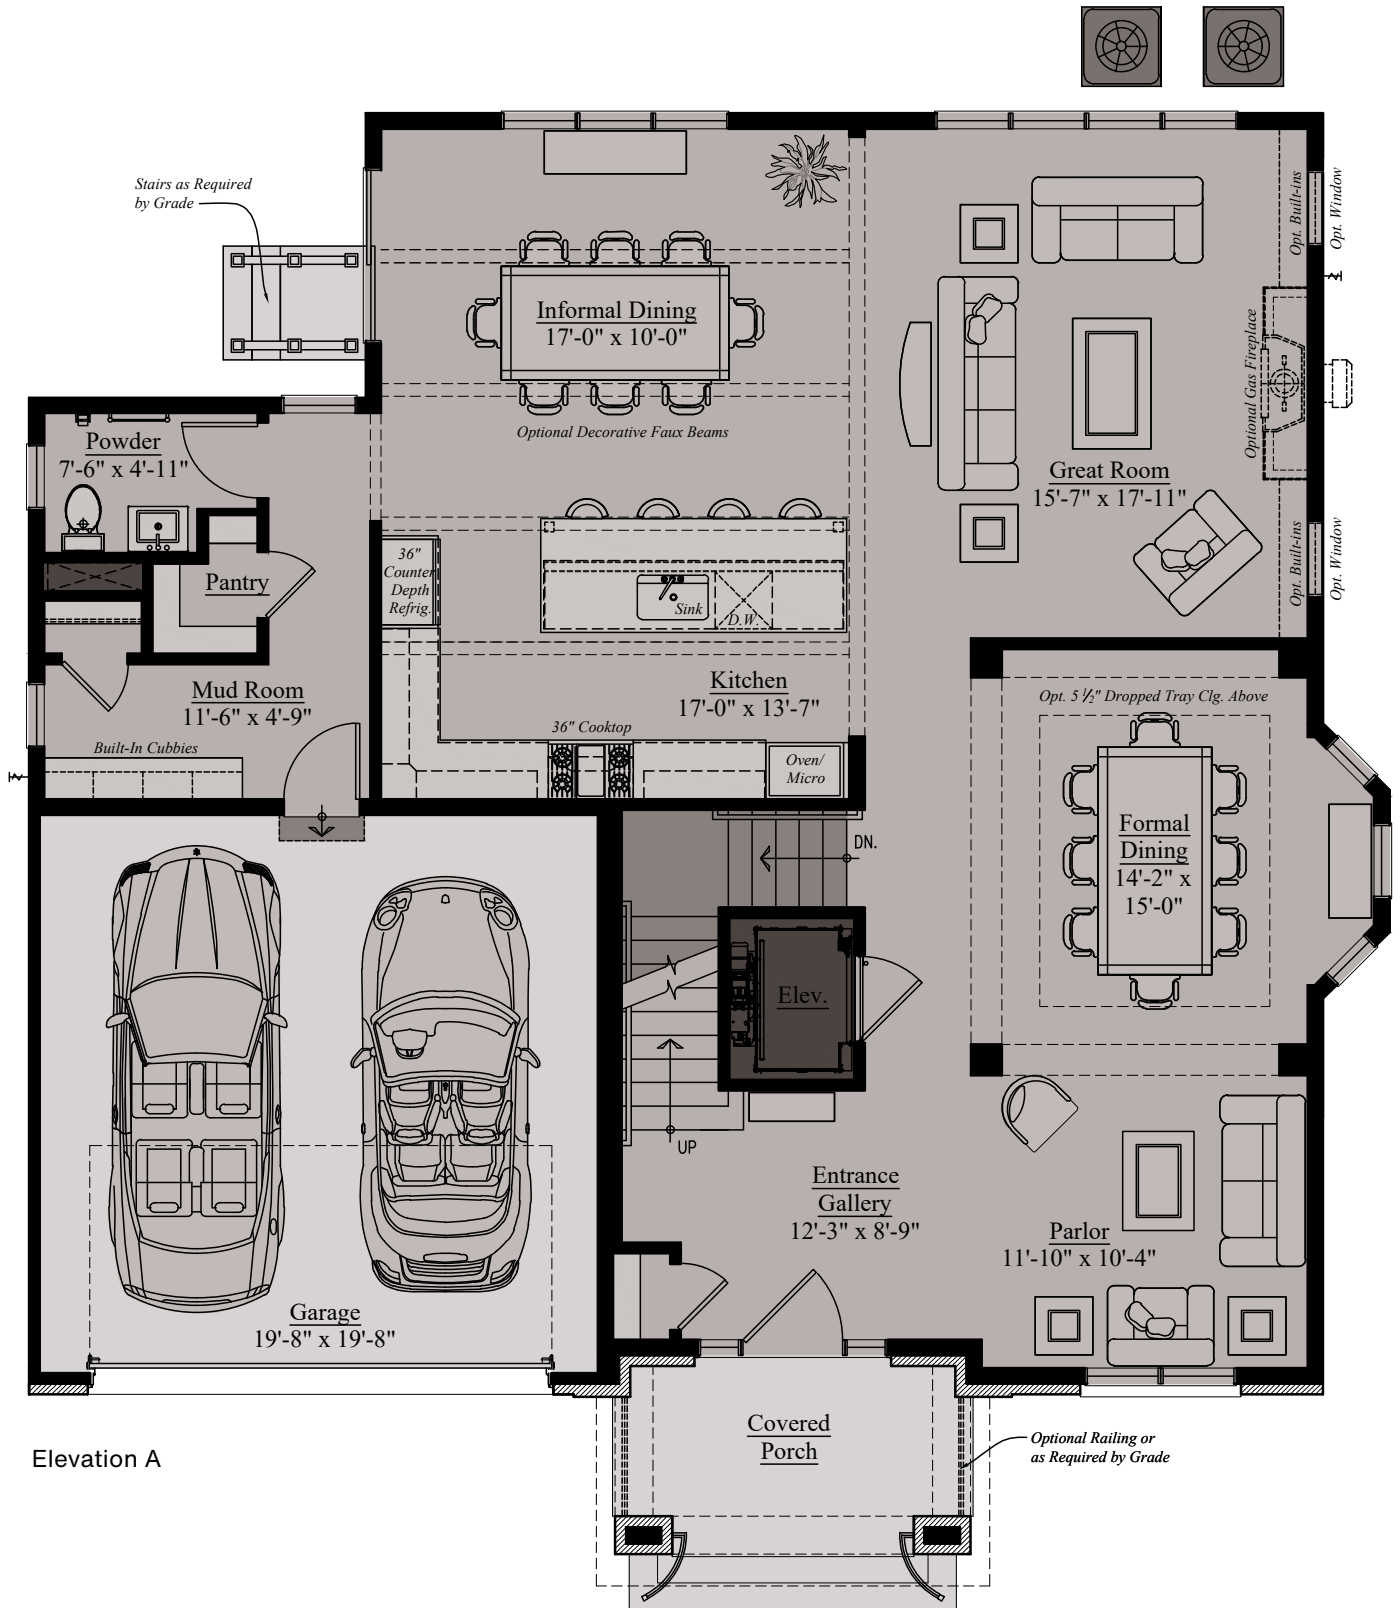 Stairs as Required
by Grade
Opt. Built-ins
Opt. Window
Informal Dining
17'-0" x 10'-0"
Optional Gas Fireplace
Optional Decorative Faux Beams
Powder
7'-6" x 4'-11"
Great Room
15'-7" x 17'-11"
Opt. Built-ins
Opt. Window
36"
Counter
Depth
Refrig.
Pantry
Sink
D.W.
Kitchen
17'-0" x 13'-7"
Mud Room
11'-6" x 4'-9"
Opt. 5 ½" Dropped Tray Clg. Above
36" Cooktop
Built-In Cubbies
Oven/
Micro
Formal
Dining
14'-2" x
15'-0"
DN.
Elev.
UP
Entrance
Gallery
12'-3" x 8'-9"
Parlor
11'-10" x 10'-4"
Garage
19'-8" x 19'-8"
Covered
Porch
Optional Railing or
as Required by Grade
Elevation A